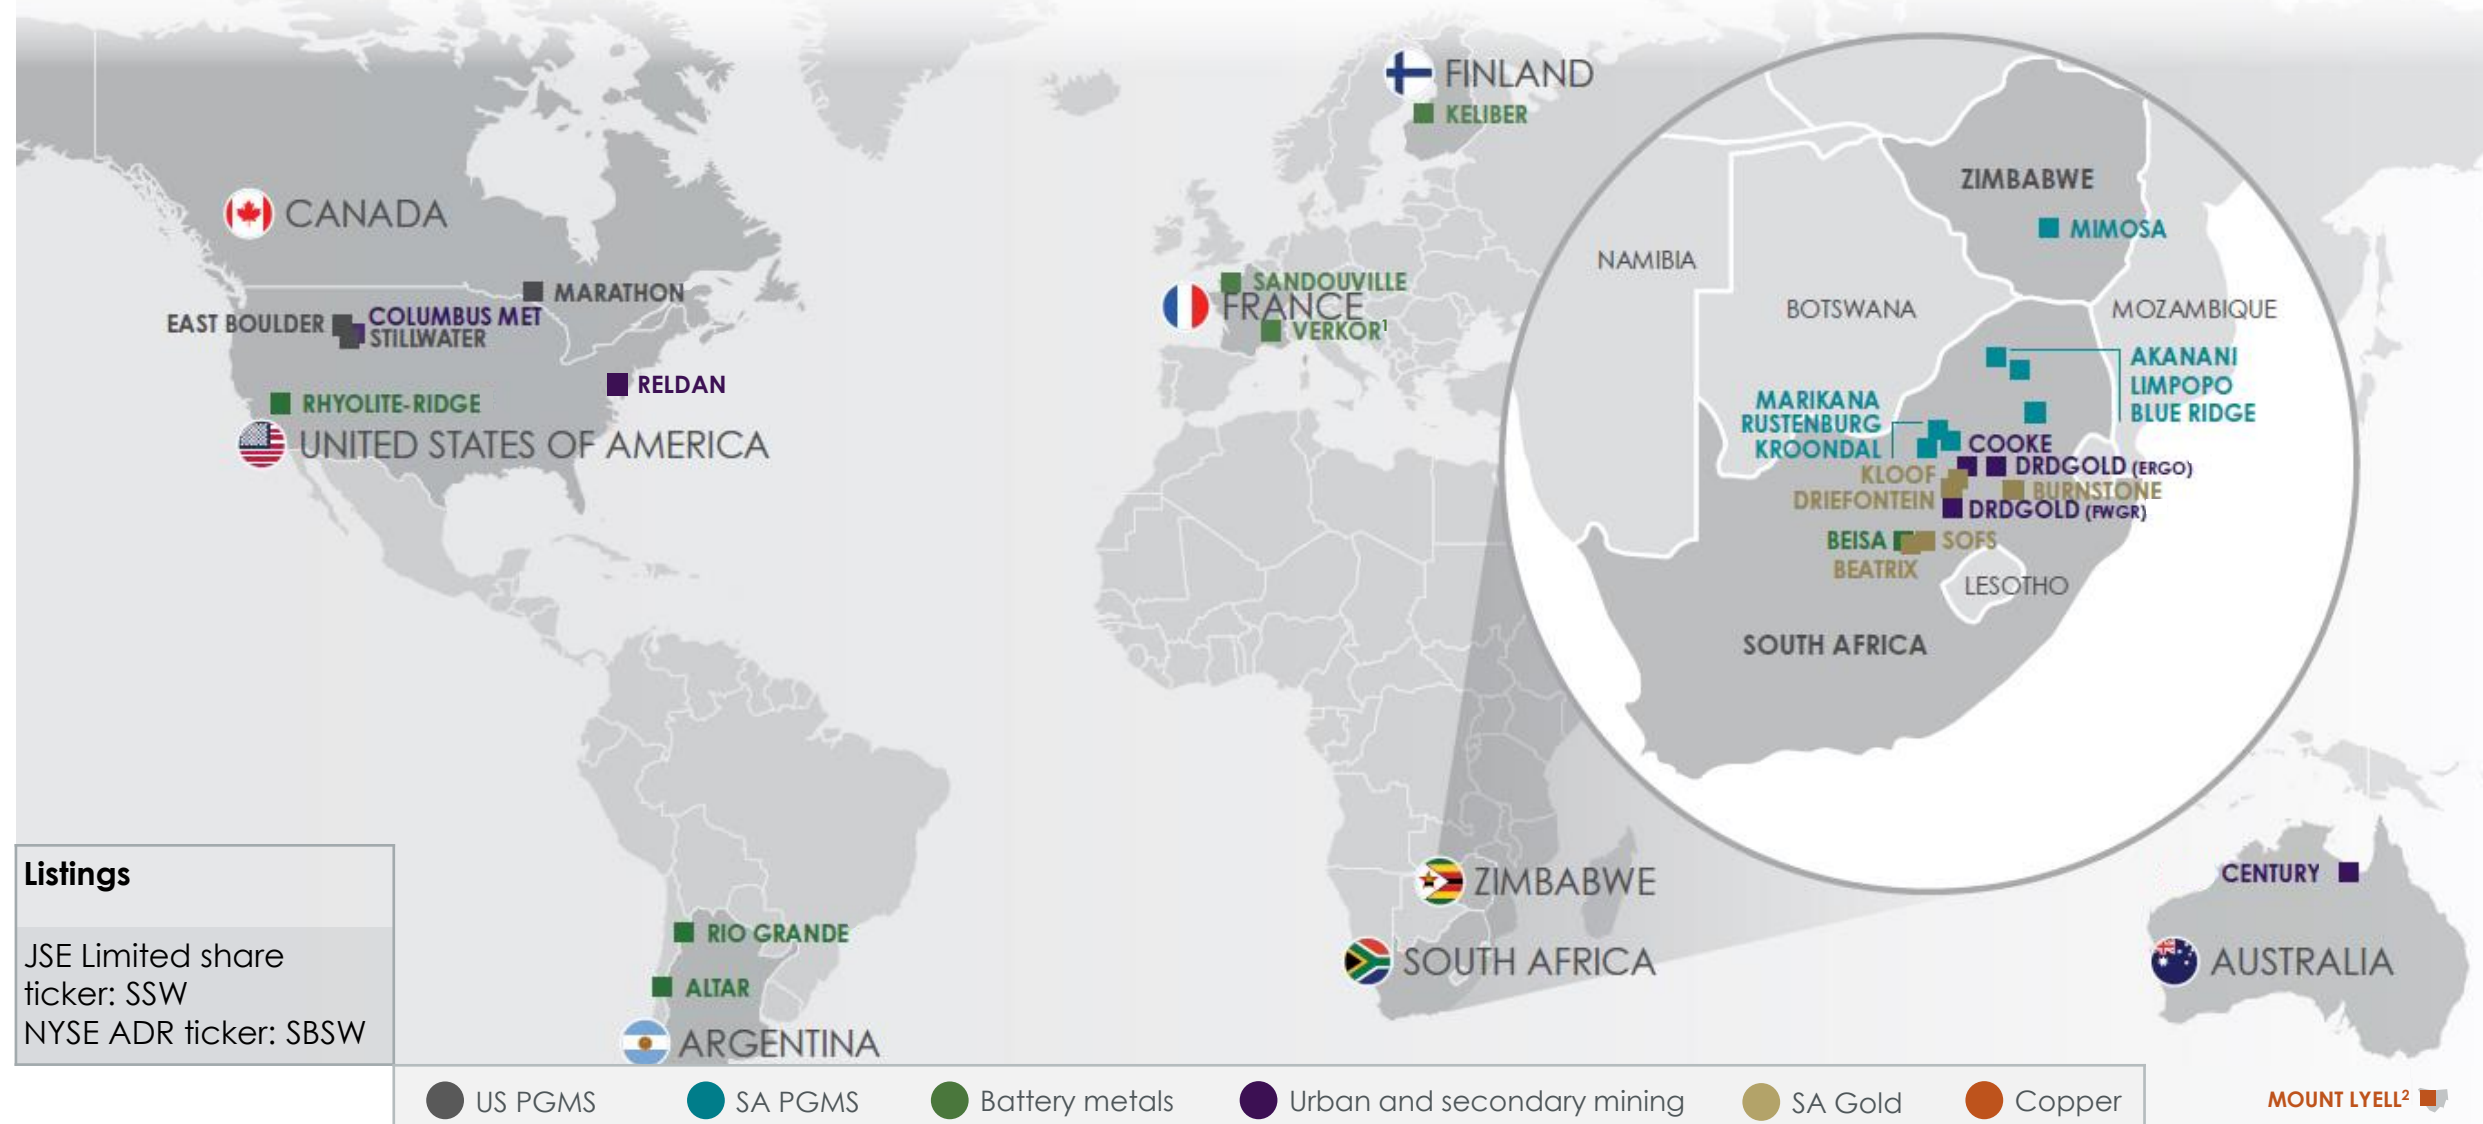 FINLAND
KELIBER
CANADA
MARATHON
EAST BOULDER
COLUMBUS MET
STILLWATER
RELDAN
RHYOLITE-RIDGE
UNITED STATES OF AMERICA
SANDOUVILLE
FRANCE
VERKOR¹
ZIMBABWE
MIMOSA
NAMIBIA
BOTSWANA
MOZAMBIQUE
AKANANI
LIMPOPO
BLUE RIDGE
MARIKANA
RUSTENBURG
KROONDAL
COOKE
DRDGOLD (ERGO)
KLOOF
BURNSTONE
DRIEFONTEIN
DRDGOLD (FWGR)
BEISA
SOFS
BEATRIX
LESOTHO
SOUTH AFRICA
ZIMBABWE
SOUTH AFRICA
CENTURY
AUSTRALIA
RIO GRANDE
ALTAR
ARGENTINA
Listings
JSE Limited share
ticker: SSW
NYSE ADR ticker: SBSW
US PGMS
SA PGMS
Battery metals
Urban and secondary mining
SA Gold
Copper
MOUNT LYELL²